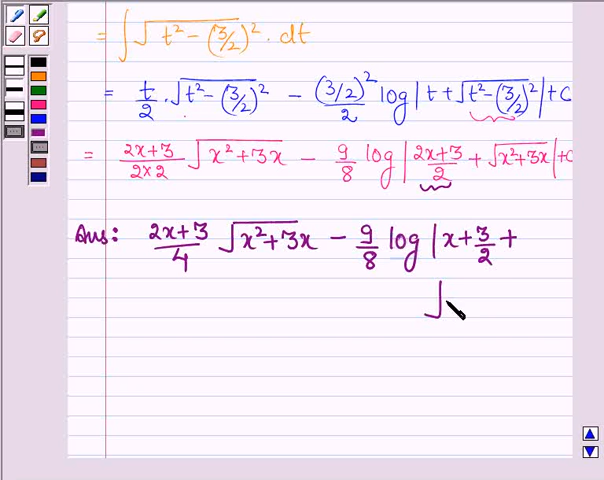 = ∫ √(t² − (3/2)²) . dt
= t/2 . √(t² − (3/2)²) − (3/2)²/2 log | t + √(t² − (3/2)²) | + C
= (2x+3)/(2×2) √(x² + 3x) − 9/8 log | (2x+3)/2 + √(x²+3x) | + C
Ans: (2x+3)/4 √(x² + 3x) − 9/8 log | x + 3/2 +
√